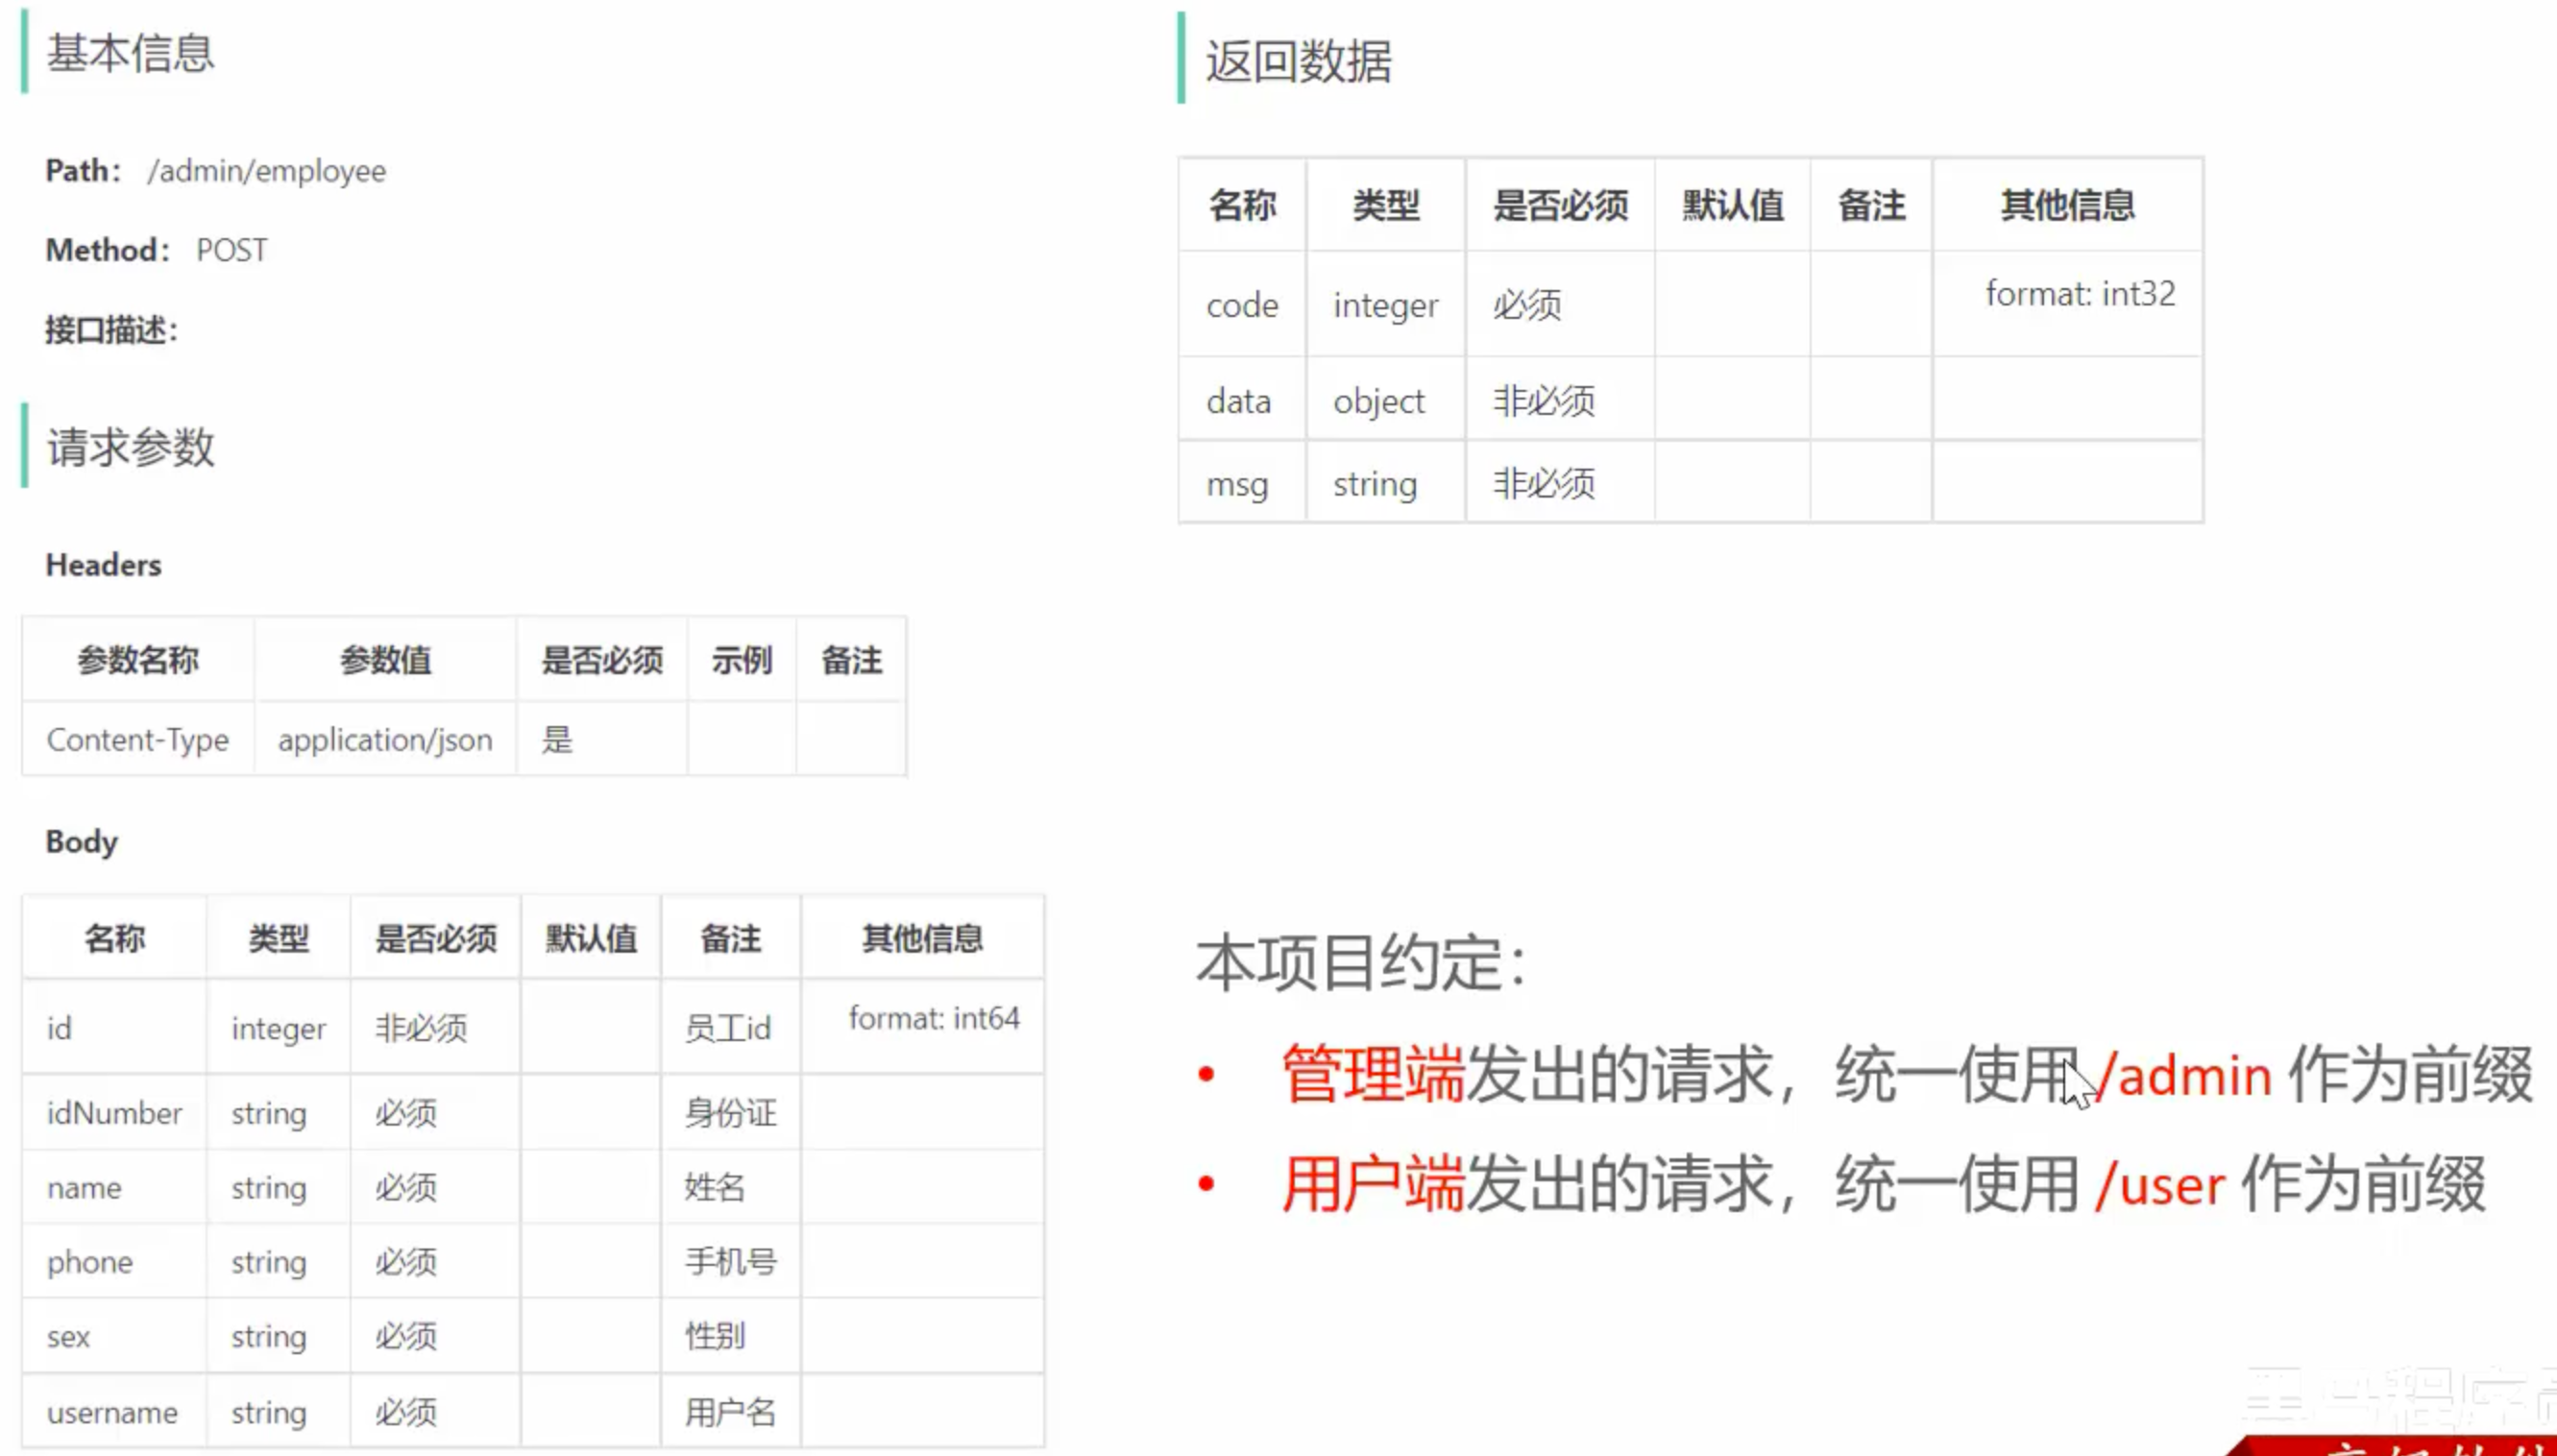 基本信息
Path： /admin/employee
Method： POST
接口描述：
请求参数
Headers
参数名称 参数值 是否必须 示例 备注
Content-Type application/json 是
Body
名称 类型 是否必须 默认值 备注 其他信息
id integer 非必须 员工id format: int64
idNumber string 必须 身份证
name string 必须 姓名
phone string 必须 手机号
sex string 必须 性别
username string 必须 用户名
返回数据
名称 类型 是否必须 默认值 备注 其他信息
code integer 必须 format: int32
data object 非必须
msg string 非必须
本项目约定：
• 管理端发出的请求，统一使用 /admin 作为前缀
• 用户端发出的请求，统一使用 /user 作为前缀